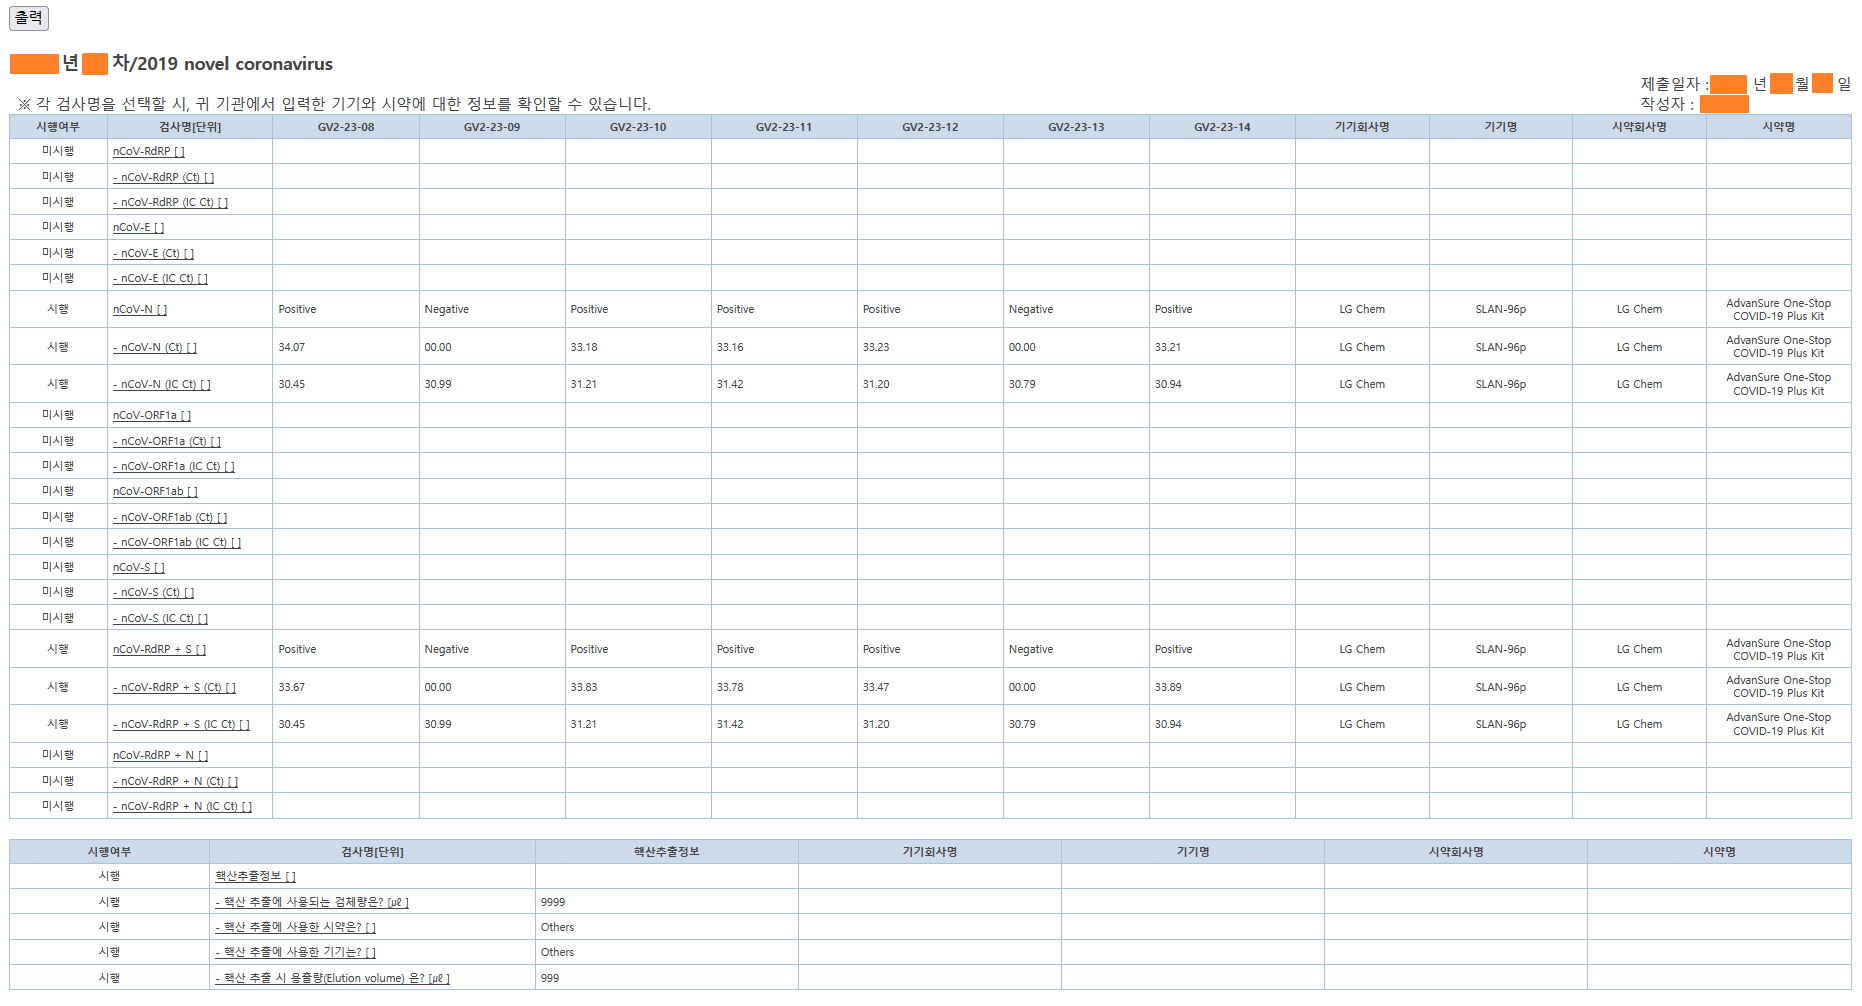 출력
년 차/2019 novel coronavirus
제출일자 : 년 월 일
※ 각 검사명을 선택할 시, 귀 기관에서 입력한 기기와 시약에 대한 정보를 확인할 수 있습니다.
작성자 :
시행여부 검사명[단위] GV2-23-08 GV2-23-09 GV2-23-10 GV2-23-11 GV2-23-12 GV2-23-13 GV2-23-14 기기회사명 기기명 시약회사명 시약명
미시행 nCoV-RdRP [ ]
미시행 - nCoV-RdRP (Ct) [ ]
미시행 - nCoV-RdRP (IC Ct) [ ]
미시행 nCoV-E [ ]
미시행 - nCoV-E (Ct) [ ]
미시행 - nCoV-E (IC Ct) [ ]
시행 nCoV-N [ ] Positive Negative Positive Positive Positive Negative Positive LG Chem SLAN-96p LG Chem AdvanSure One-Stop
COVID-19 Plus Kit
시행 - nCoV-N (Ct) [ ] 34.07 00.00 33.18 33.16 33.23 00.00 33.21 LG Chem SLAN-96p LG Chem AdvanSure One-Stop
COVID-19 Plus Kit
시행 - nCoV-N (IC Ct) [ ] 30.45 30.99 31.21 31.42 31.20 30.79 30.94 LG Chem SLAN-96p LG Chem AdvanSure One-Stop
COVID-19 Plus Kit
미시행 nCoV-ORF1a [ ]
미시행 - nCoV-ORF1a (Ct) [ ]
미시행 - nCoV-ORF1a (IC Ct) [ ]
미시행 nCoV-ORF1ab [ ]
미시행 - nCoV-ORF1ab (Ct) [ ]
미시행 - nCoV-ORF1ab (IC Ct) [ ]
미시행 nCoV-S [ ]
미시행 - nCoV-S (Ct) [ ]
미시행 - nCoV-S (IC Ct) [ ]
시행 nCoV-RdRP + S [ ] Positive Negative Positive Positive Positive Negative Positive LG Chem SLAN-96p LG Chem AdvanSure One-Stop
COVID-19 Plus Kit
시행 - nCoV-RdRP + S (Ct) [ ] 33.67 00.00 33.83 33.78 33.47 00.00 33.89 LG Chem SLAN-96p LG Chem AdvanSure One-Stop
COVID-19 Plus Kit
시행 - nCoV-RdRP + S (IC Ct) [ ] 30.45 30.99 31.21 31.42 31.20 30.79 30.94 LG Chem SLAN-96p LG Chem AdvanSure One-Stop
COVID-19 Plus Kit
미시행 nCoV-RdRP + N [ ]
미시행 - nCoV-RdRP + N (Ct) [ ]
미시행 - nCoV-RdRP + N (IC Ct) [ ]
시행여부 검사명[단위] 핵산추출정보 기기회사명 기기명 시약회사명 시약명
시행 핵산추출정보 [ ]
시행 - 핵산 추출에 사용되는 검체량은? [㎕ ] 9999
시행 - 핵산 추출에 사용한 시약은? [ ] Others
시행 - 핵산 추출에 사용한 기기는? [ ] Others
시행 - 핵산 추출 시 용출량(Elution volume) 은? [㎕ ] 999